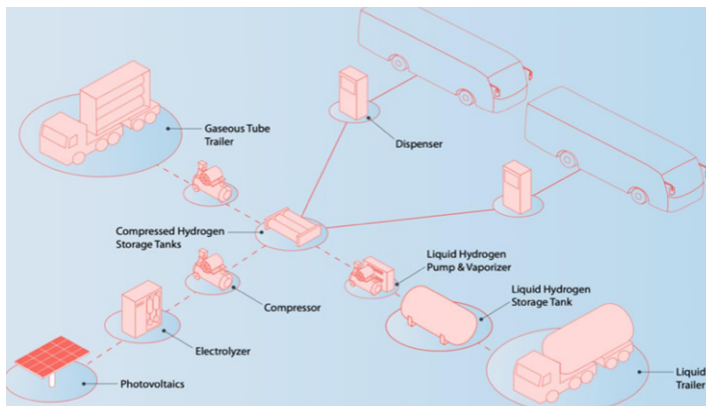 Gaseous Tube
Trailer
Dispenser
Compressed Hydrogen
Storage Tanks
Liquid Hydrogen
Pump & Vaporizer
Compressor
Liquid Hydrogen
Storage Tank
Electrolyzer
Photovoltaics
Liquid
Trailer